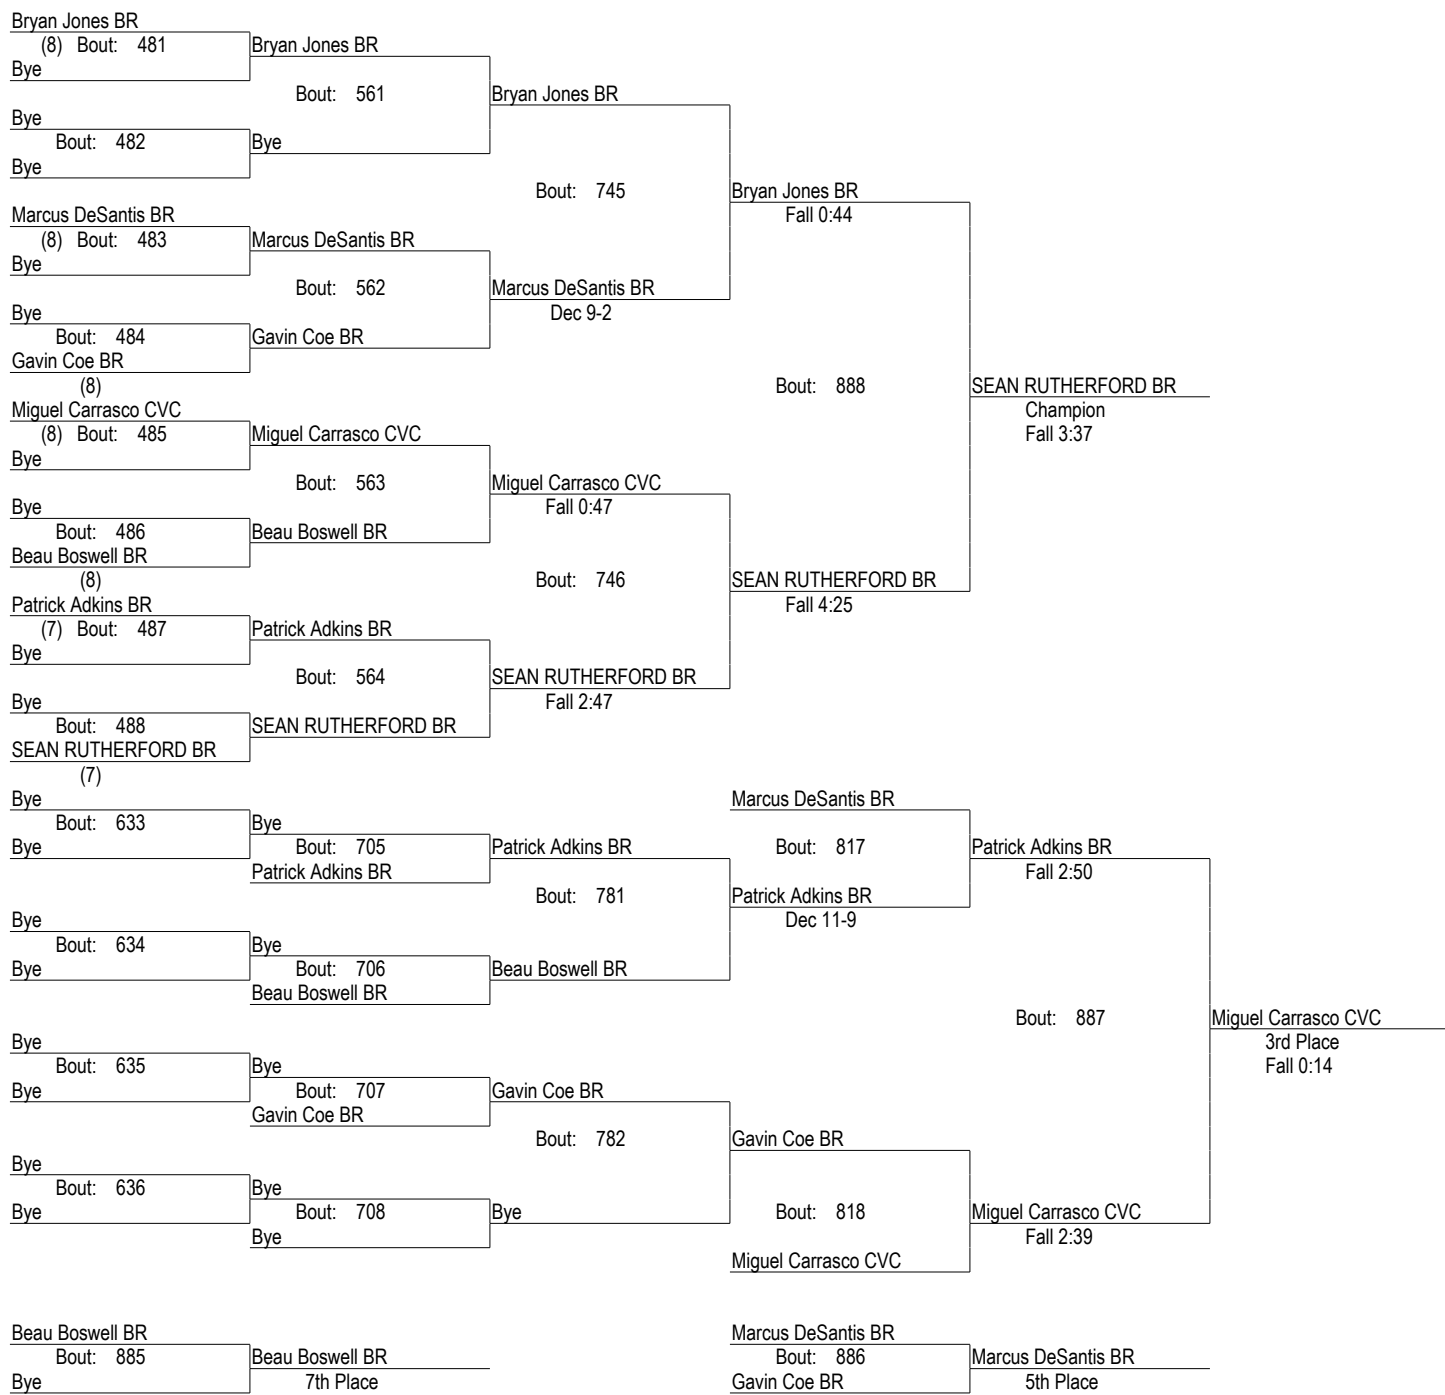 Bryan Jones BR
(8) Bout: 481 Bryan Jones BR
Bye
Bout: 561 Bryan Jones BR
Bye
Bout: 482 Bye
Bye
Bout: 745 Bryan Jones BR
Marcus DeSantis BR Fall 0:44
(8) Bout: 483 Marcus DeSantis BR
Bye
Bout: 562 Marcus DeSantis BR
Bye Dec 9-2
Bout: 484 Gavin Coe BR
Gavin Coe BR
(8) Bout: 888 SEAN RUTHERFORD BR
Miguel Carrasco CVC Champion
(8) Bout: 485 Miguel Carrasco CVC Fall 3:37
Bye
Bout: 563 Miguel Carrasco CVC
Bye Fall 0:47
Bout: 486 Beau Boswell BR
Beau Boswell BR
(8) Bout: 746 SEAN RUTHERFORD BR
Patrick Adkins BR Fall 4:25
(7) Bout: 487 Patrick Adkins BR
Bye
Bout: 564 SEAN RUTHERFORD BR
Bye Fall 2:47
Bout: 488 SEAN RUTHERFORD BR
SEAN RUTHERFORD BR
(7)
Bye Marcus DeSantis BR
Bout: 633 Bye
Bye Bout: 705 Patrick Adkins BR Bout: 817 Patrick Adkins BR
Patrick Adkins BR Fall 2:50
Bout: 781 Patrick Adkins BR
Bye Dec 11-9
Bout: 634 Bye
Bye Bout: 706 Beau Boswell BR
Beau Boswell BR
Bout: 887 Miguel Carrasco CVC
Bye 3rd Place
Bout: 635 Bye Fall 0:14
Bye Bout: 707 Gavin Coe BR
Gavin Coe BR
Bout: 782 Gavin Coe BR
Bye
Bout: 636 Bye
Bye Bout: 708 Bye Bout: 818 Miguel Carrasco CVC
Bye Fall 2:39
Miguel Carrasco CVC
Beau Boswell BR Marcus DeSantis BR
Bout: 885 Beau Boswell BR Bout: 886 Marcus DeSantis BR
Bye 7th Place Gavin Coe BR 5th Place